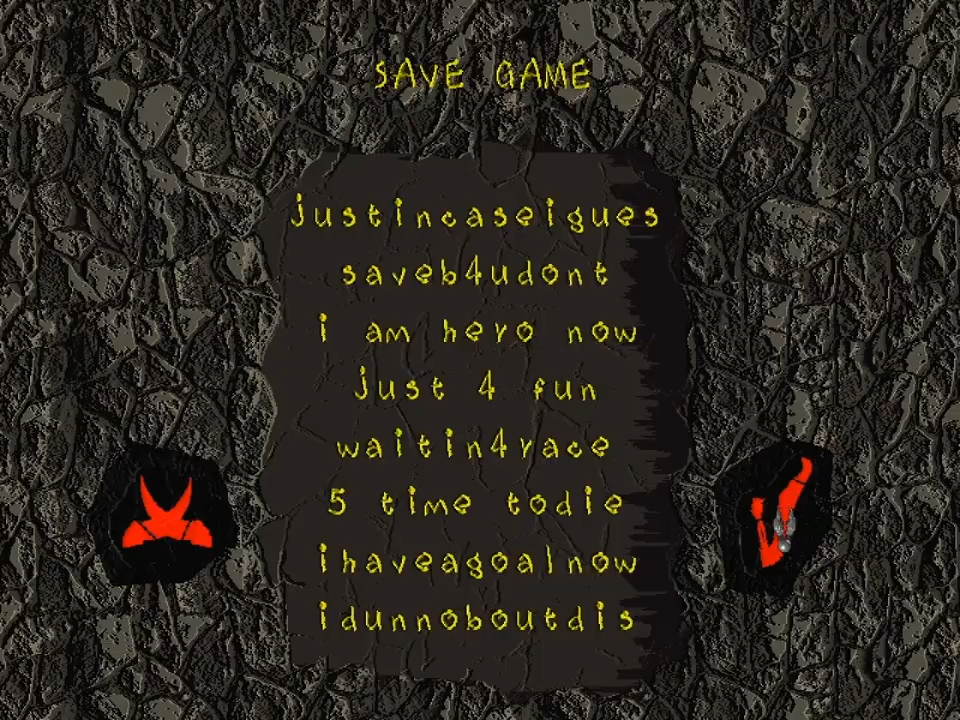 SAVE GAME
justincaseigues
saveb4udont
i am hero now
just 4 fun
waitin4race
5 time todie
ihaveagoalnow
idunnoboutdis